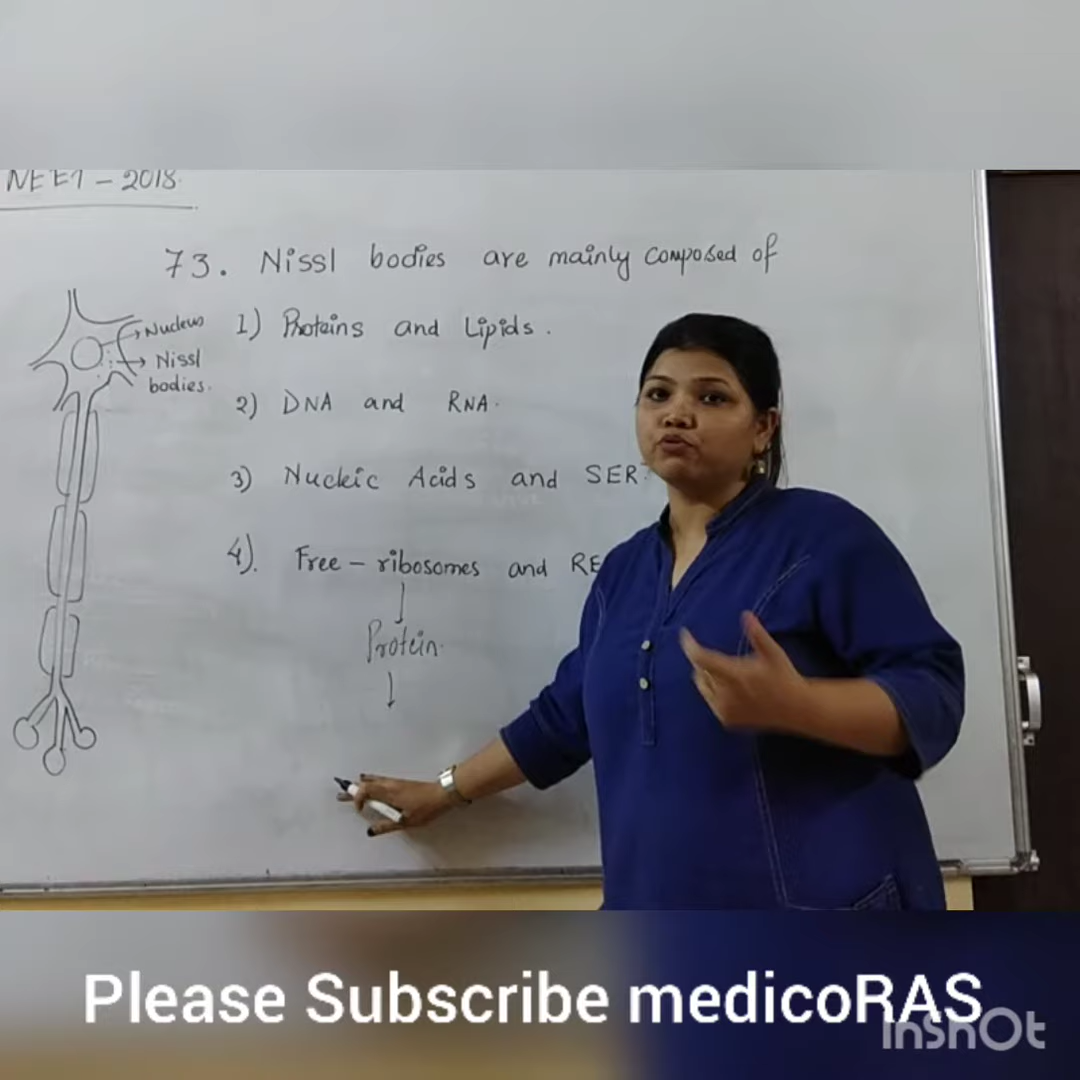 NEET - 2018.
73. Nissl bodies are mainly composed of
Nucleus
Nissl
bodies.
1) Proteins and Lipids.
2) DNA and RNA.
3) Nucleic Acids and SER
4). Free - ribosomes and RE
Protein.
Please Subscribe medicoRAS
InShOt